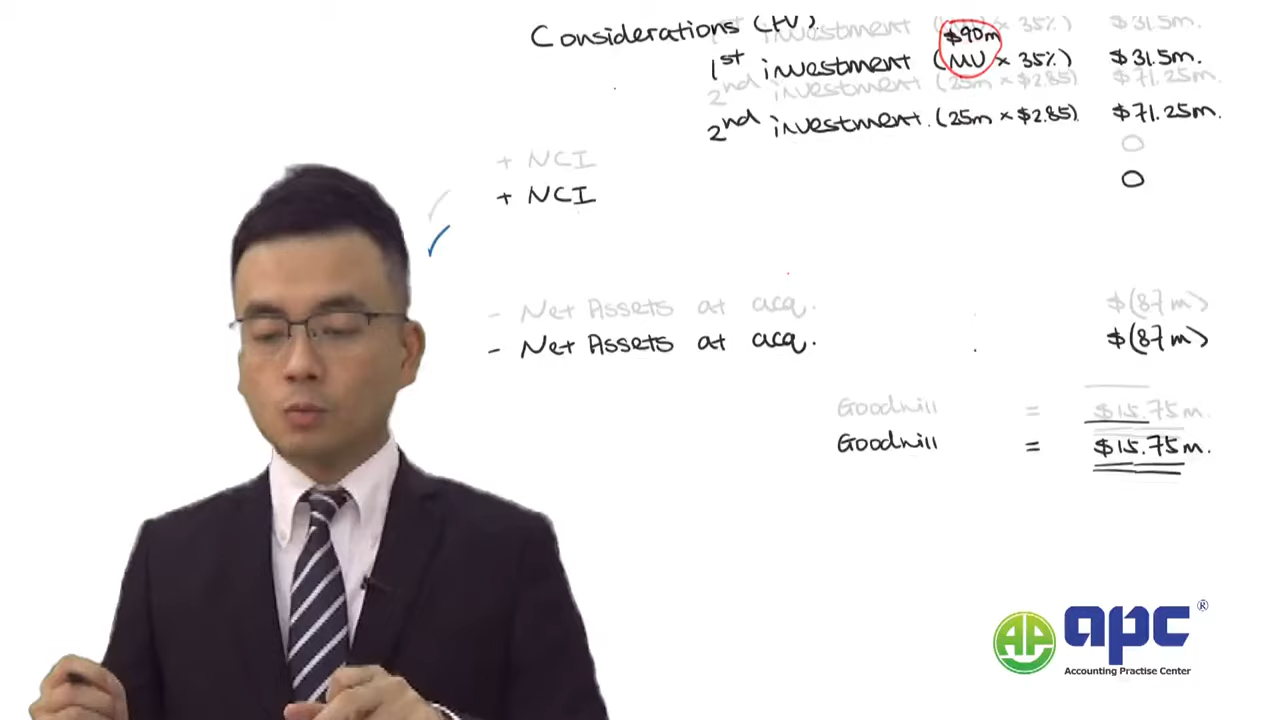 Considerations (FV).
$90m
1st investment (MV × 35%) $31.5m.
2nd investment. (25m × $2.85) $71.25m.
+ NCI 0
- Net Assets at acq. $(87m)
Goodwill = $15.75m.
AP apc ®
Accounting Practise Center